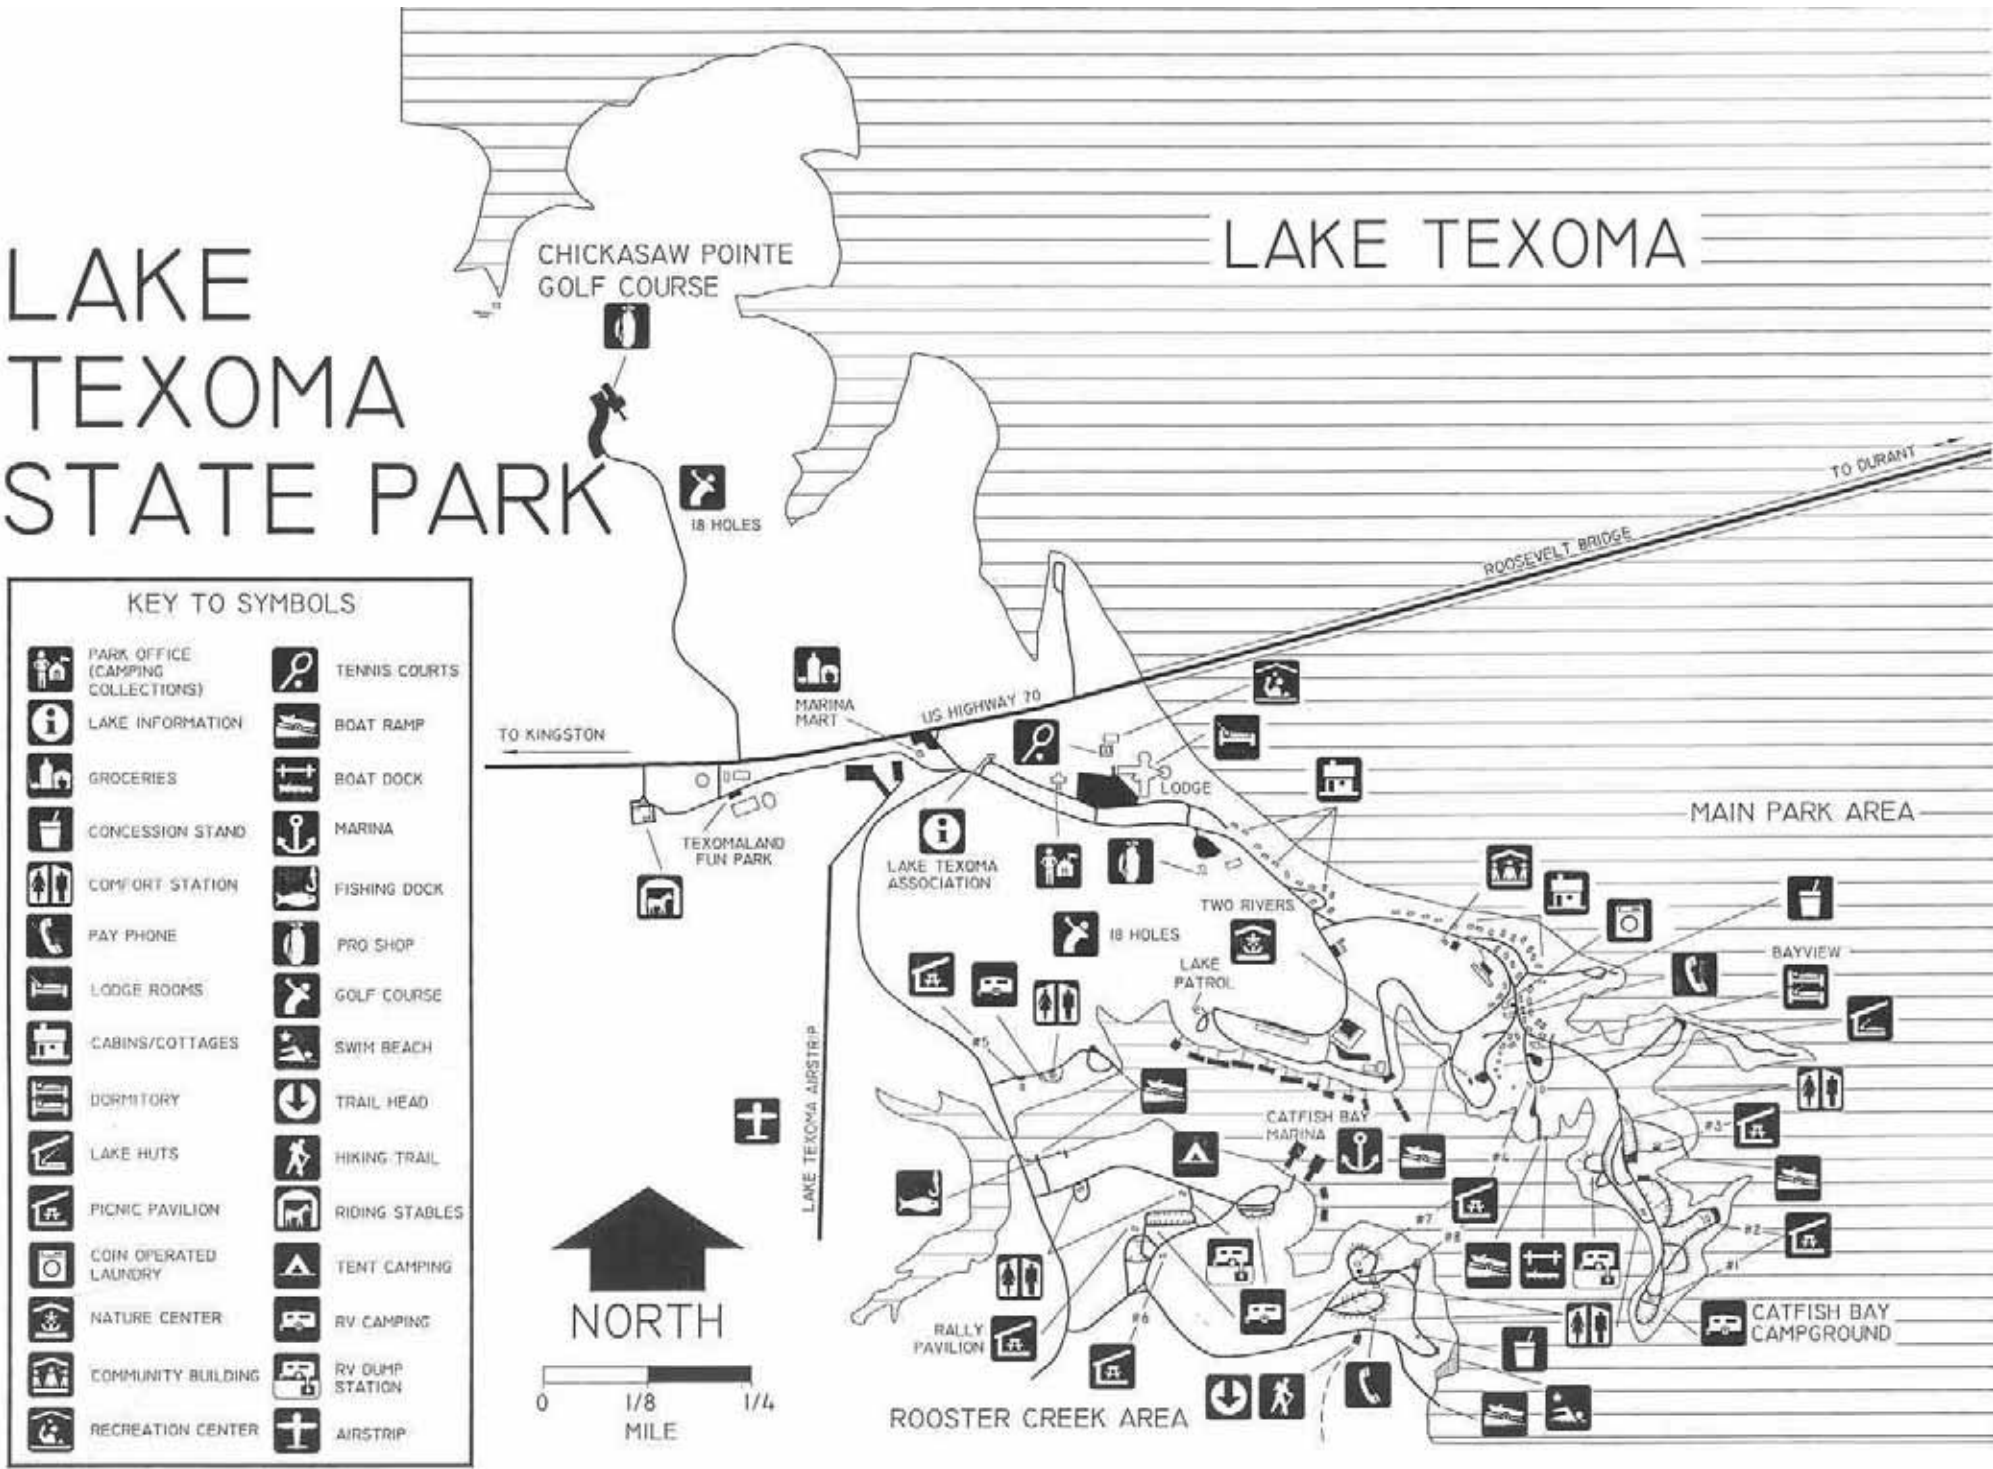 LAKE
TEXOMA
STATE PARK
LAKE TEXOMA
CHICKASAW POINTE
GOLF COURSE
18 HOLES
TO DURANT
ROOSEVELT BRIDGE
US HIGHWAY 70
MARINA
MART
TO KINGSTON
TEXOMALAND
FUN PARK
LAKE TEXOMA
ASSOCIATION
LODGE
MAIN PARK AREA
TWO RIVERS
18 HOLES
LAKE
PATROL
BAYVIEW
LAKE TEXOMA AIRSTRIP
#5
CATFISH BAY
MARINA
#3
#4
#7
#8
#2
#1
#6
RALLY
PAVILION
CATFISH BAY
CAMPGROUND
ROOSTER CREEK AREA
NORTH
0 1/8 1/4
MILE
KEY TO SYMBOLS
PARK OFFICE
(CAMPING
COLLECTIONS)
LAKE INFORMATION
GROCERIES
CONCESSION STAND
COMFORT STATION
PAY PHONE
LODGE ROOMS
CABINS/COTTAGES
DORMITORY
LAKE HUTS
PICNIC PAVILION
COIN OPERATED
LAUNDRY
NATURE CENTER
COMMUNITY BUILDING
RECREATION CENTER
TENNIS COURTS
BOAT RAMP
BOAT DOCK
MARINA
FISHING DOCK
PRO SHOP
GOLF COURSE
SWIM BEACH
TRAIL HEAD
HIKING TRAIL
RIDING STABLES
TENT CAMPING
RV CAMPING
RV DUMP
STATION
AIRSTRIP